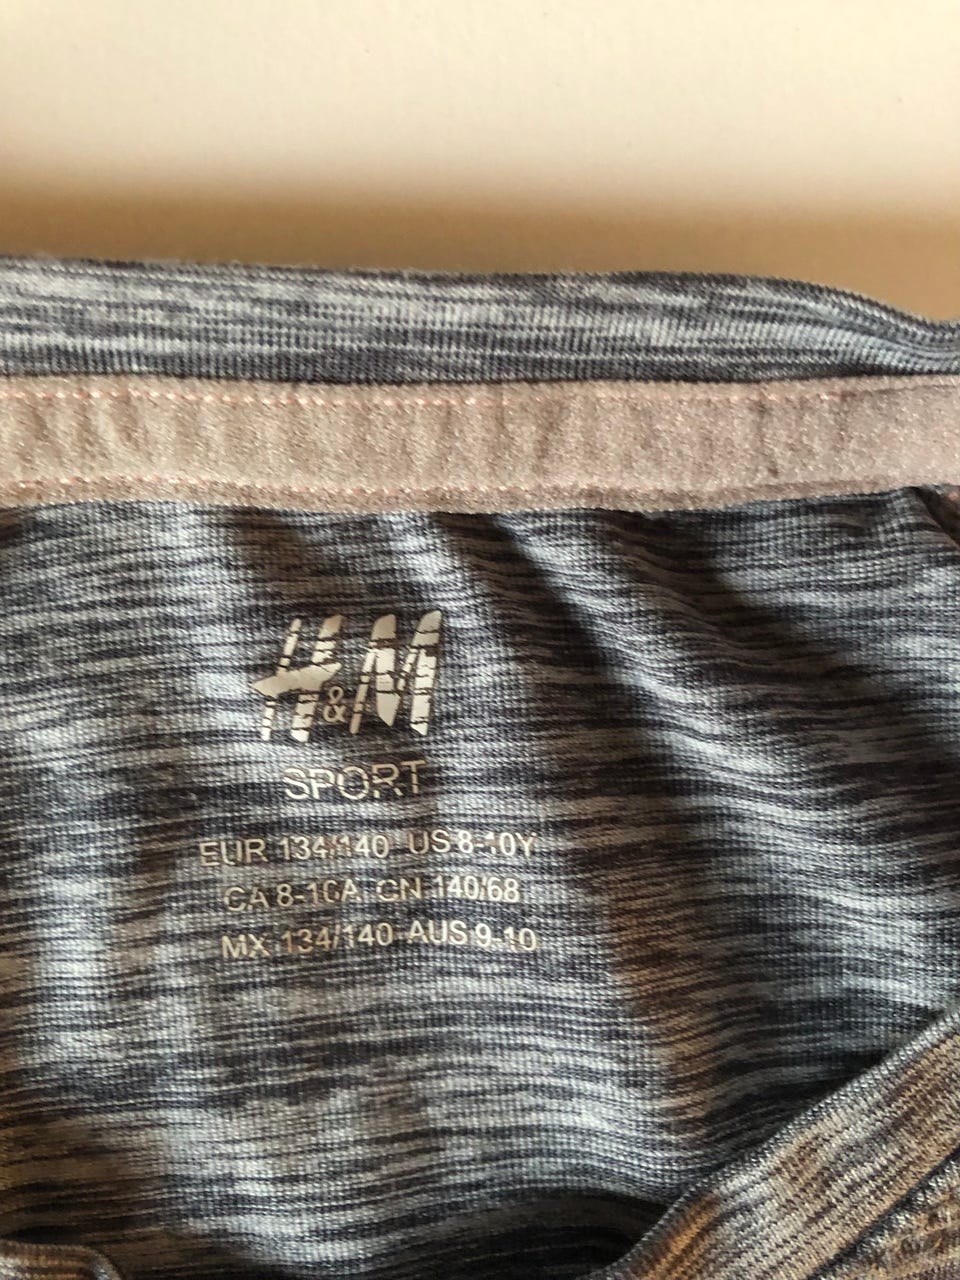 H&M
SPORT
EUR 134/140 US 8-10Y
CA 8-10A CN 140/68
MX 134/140 AUS 9-10